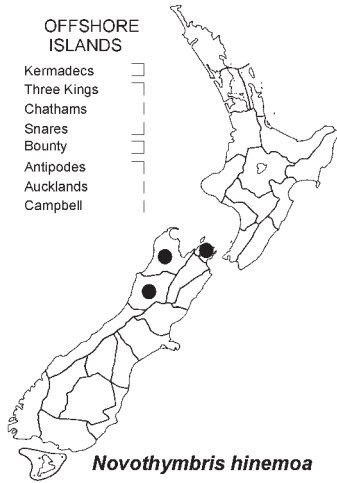 OFFSHORE
ISLANDS
Kermadecs
Three Kings
Chathams
Snares
Bounty
Antipodes
Aucklands
Campbell
Novothymbris hinemoa